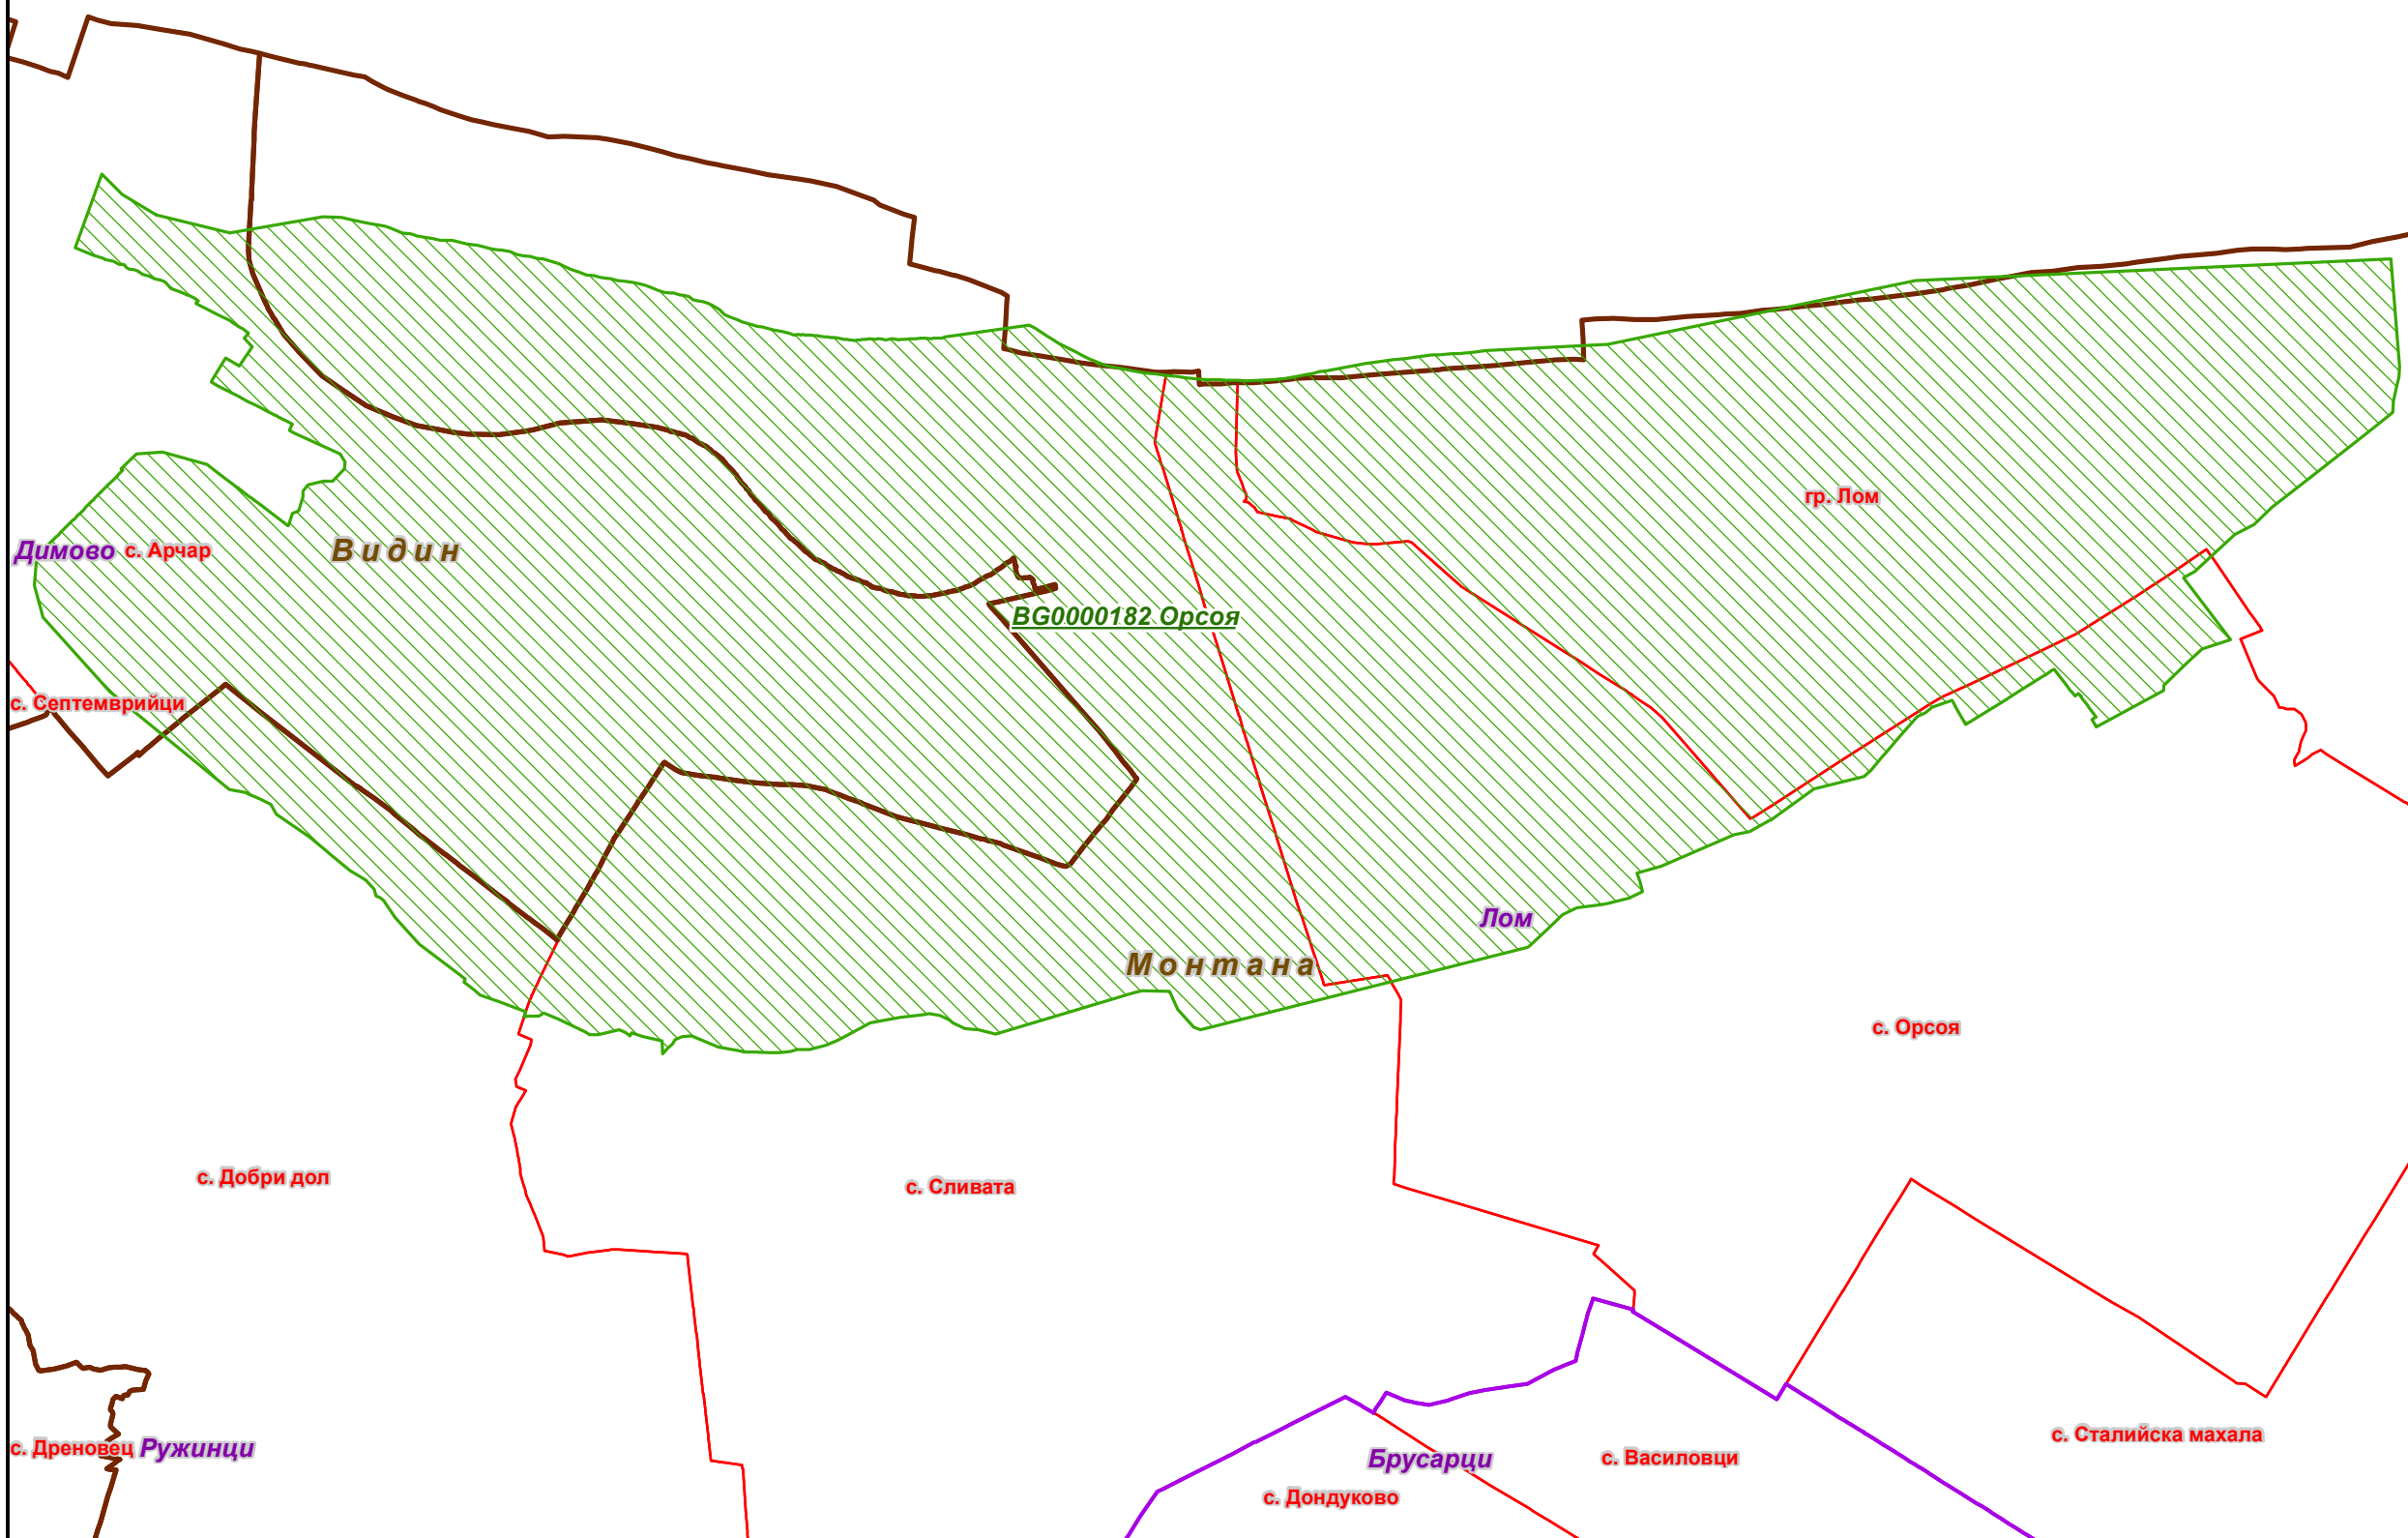 гр. Лом
Димово
с. Арчар
Видин
BG0000182 Орсоя
с. Септемврийци
Лом
Монтана
с. Орсоя
с. Добри дол
с. Сливата
с. Сталийска махала
с. Дреновец
Ружинци
Брусарци
с. Василовци
с. Дондуково